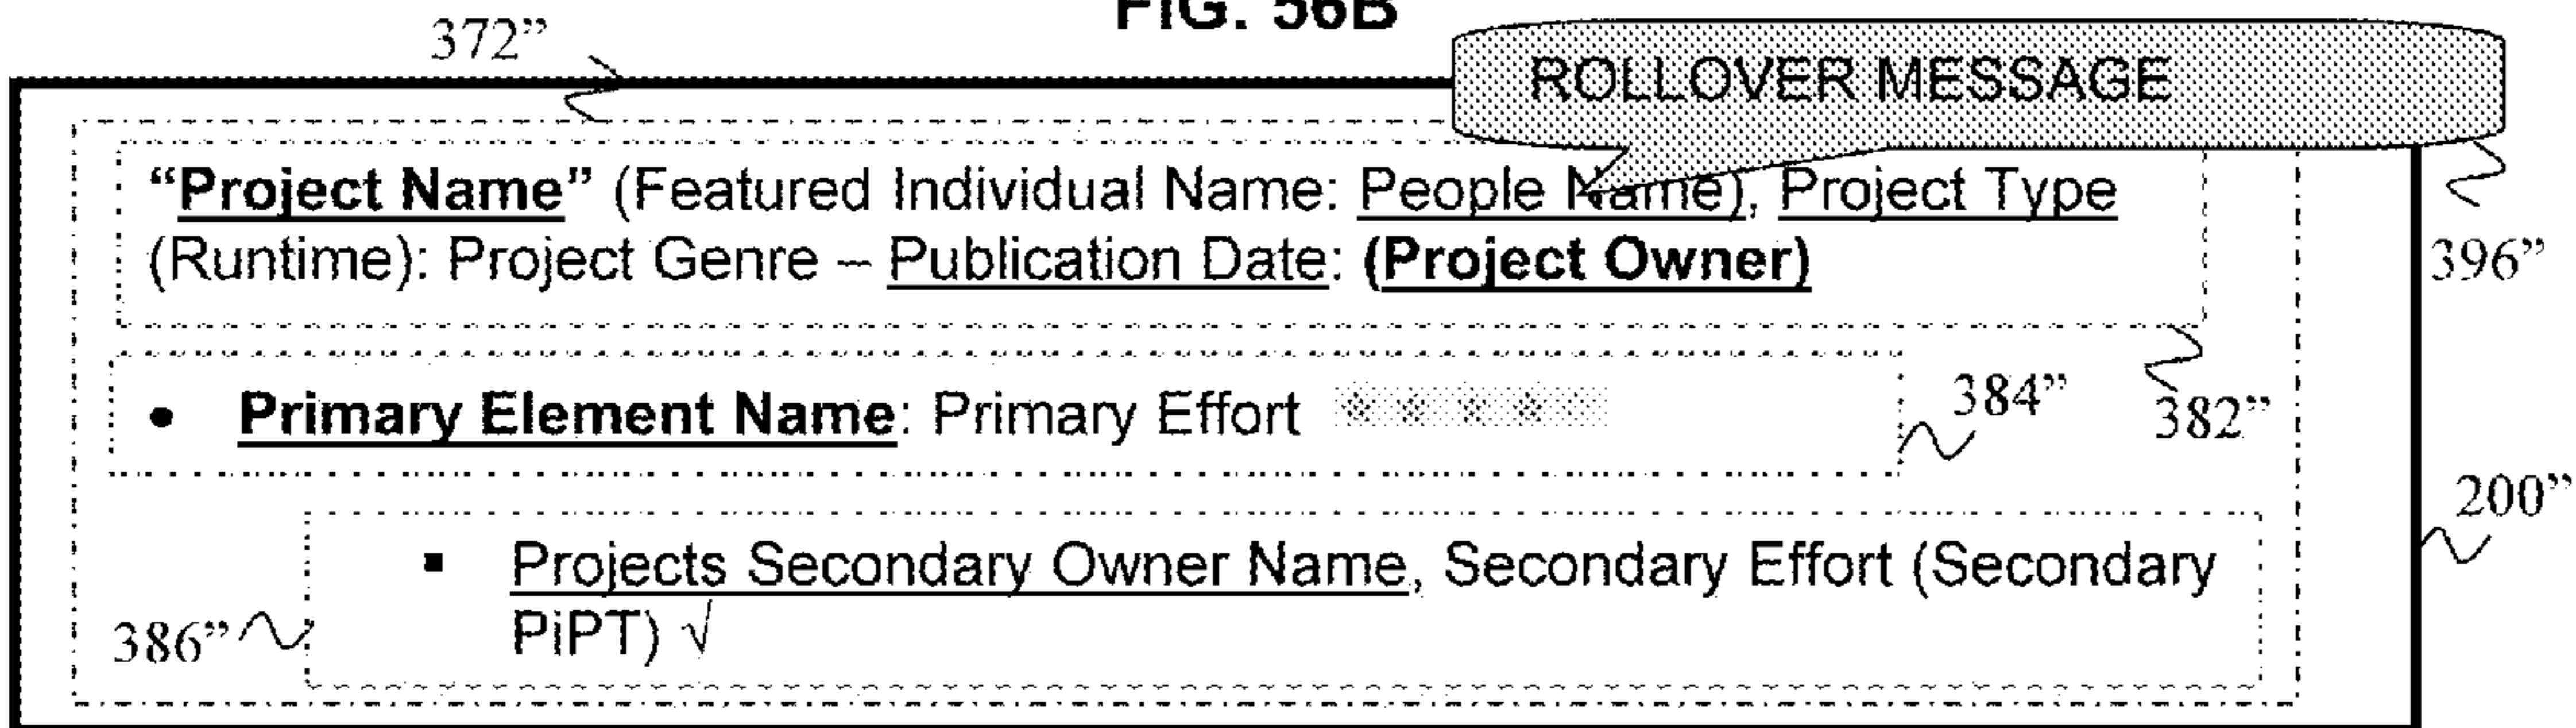 FIG. 56B
372”
ROLLOVER MESSAGE
“Project Name” (Featured Individual Name: People Name), Project Type
(Runtime): Project Genre – Publication Date: (Project Owner)
396”
• Primary Element Name: Primary Effort
384”
382”
200”
▪ Projects Secondary Owner Name, Secondary Effort (Secondary
PiPT) √
386”